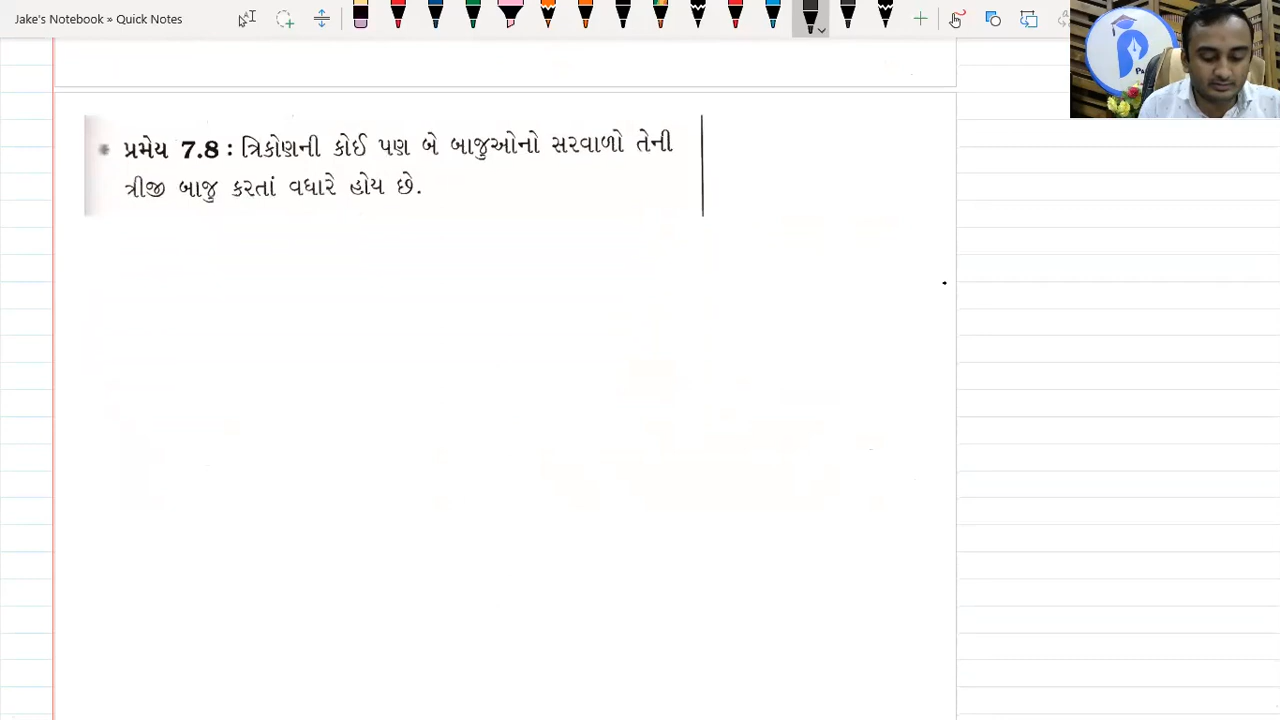 Jake's Notebook » Quick Notes
પ્રમેય 7.8 : ત્રિકોણની કોઈ પણ બે બાજુઓનો સરવાળો તેની
ત્રીજી બાજુ કરતાં વધારે હોય છે.